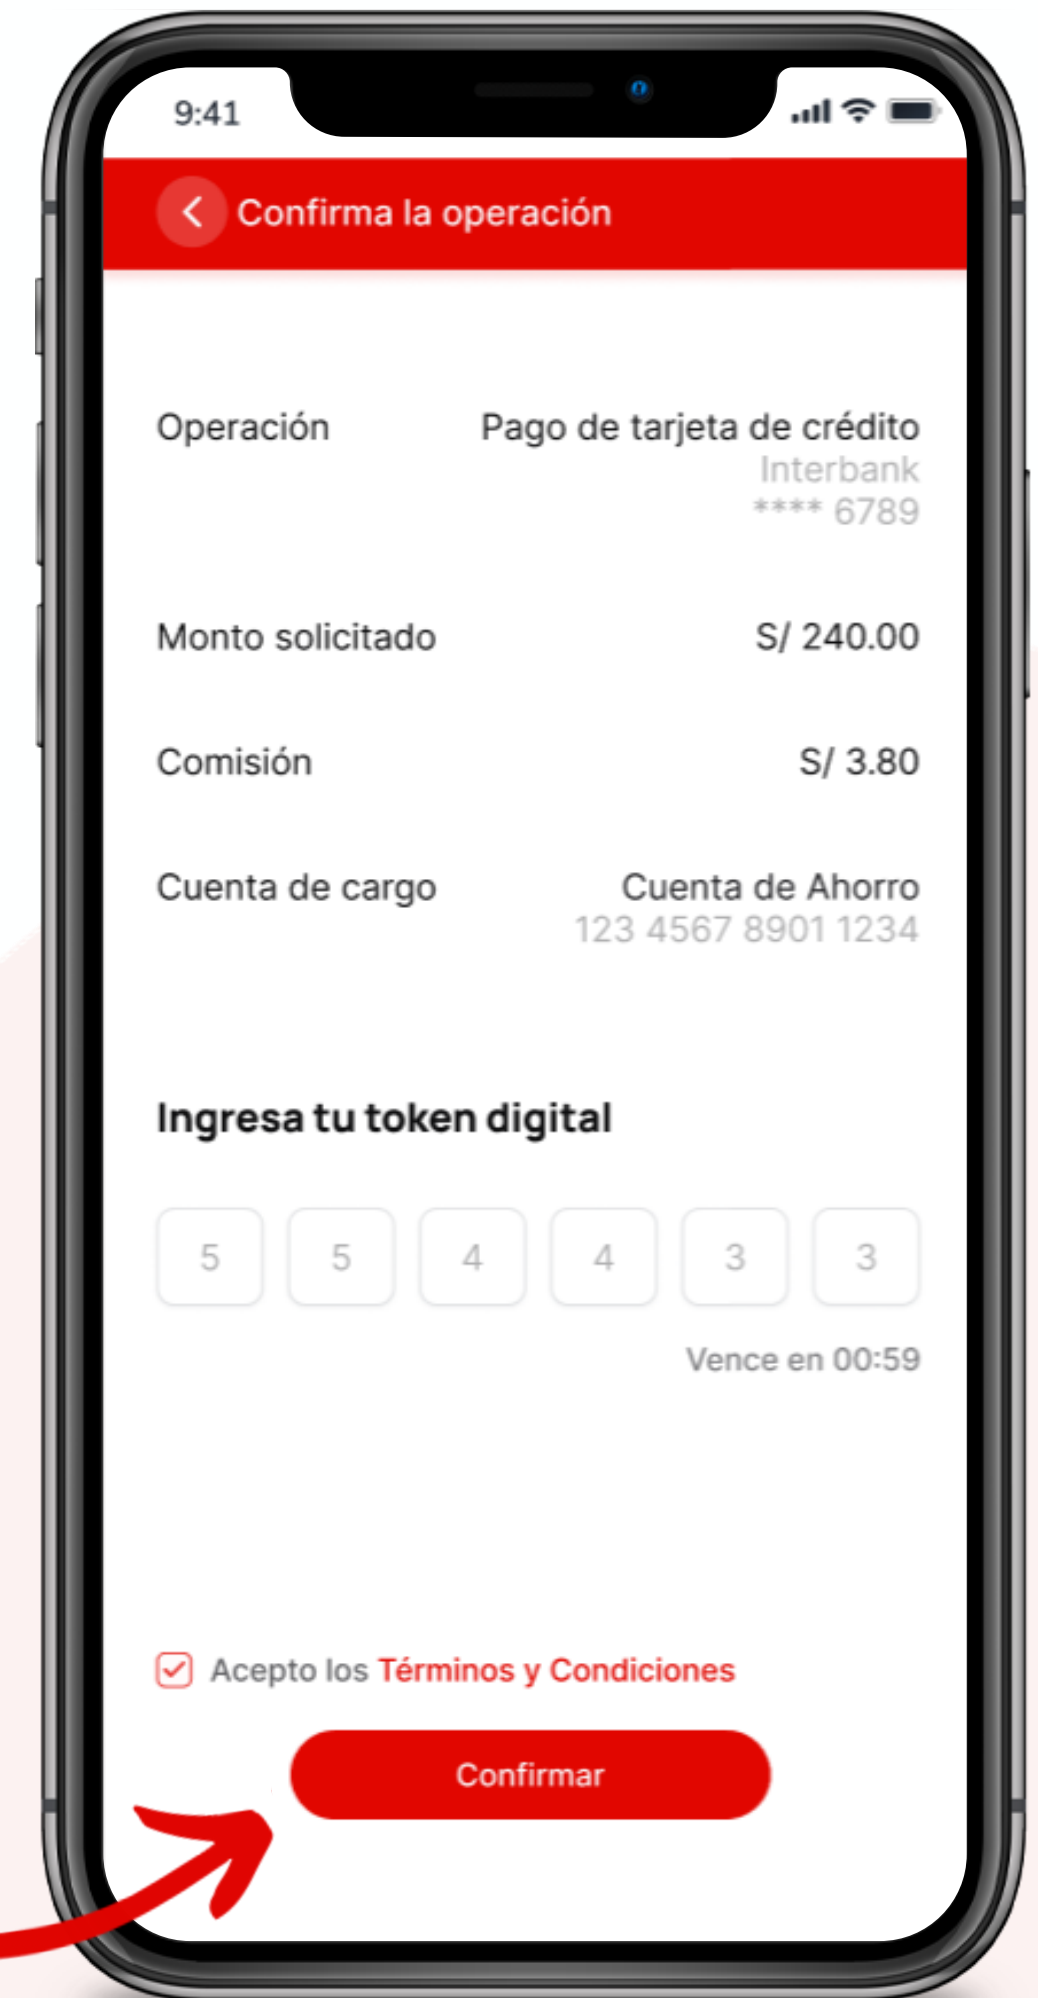 9:41
Confirma la operación
Operación Pago de tarjeta de crédito
Interbank
**** 6789
Monto solicitado S/ 240.00
Comisión S/ 3.80
Cuenta de cargo Cuenta de Ahorro
123 4567 8901 1234
Ingresa tu token digital
5 5 4 4 3 3
Vence en 00:59
Acepto los Términos y Condiciones
Confirmar